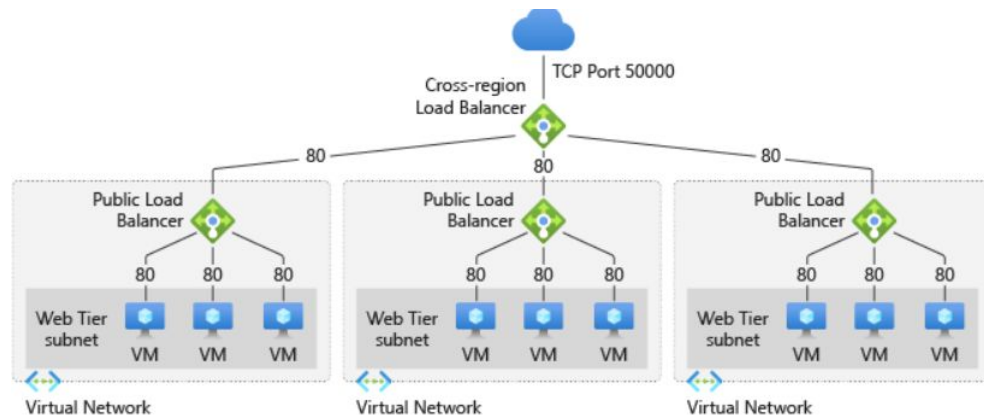 TCP Port 50000
Cross-region
Load Balancer
80
80
80
Public Load
Balancer
Public Load
Balancer
Public Load
Balancer
80 80 80
80 80 80
80 80 80
Web Tier
subnet
VM VM VM
Web Tier
subnet
VM VM VM
Web Tier
subnet
VM VM VM
Virtual Network
Virtual Network
Virtual Network